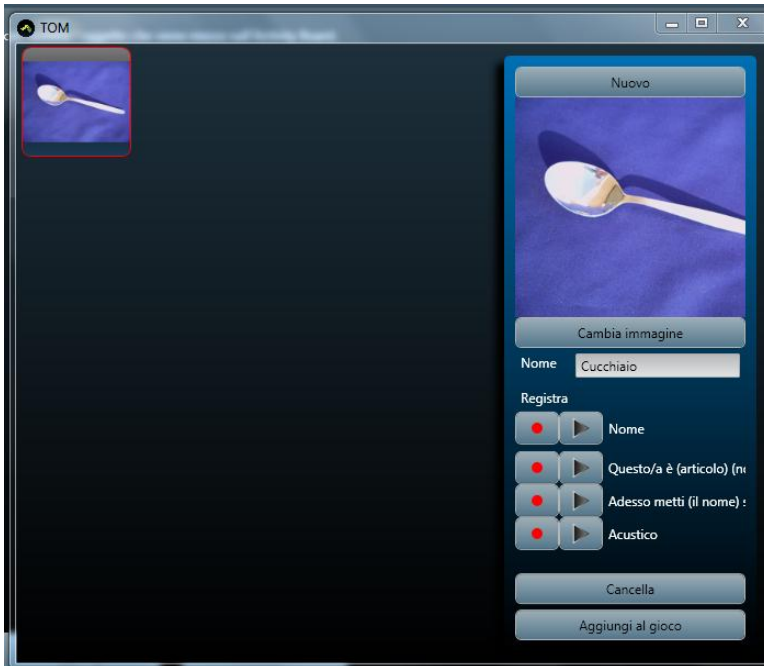 TOM
Nuovo
Cambia immagine
Nome
Cucchiaio
Registra
Nome
Questo/a è (articolo) (n
Adesso metti (il nome) s
Acustico
Cancella
Aggiungi al gioco